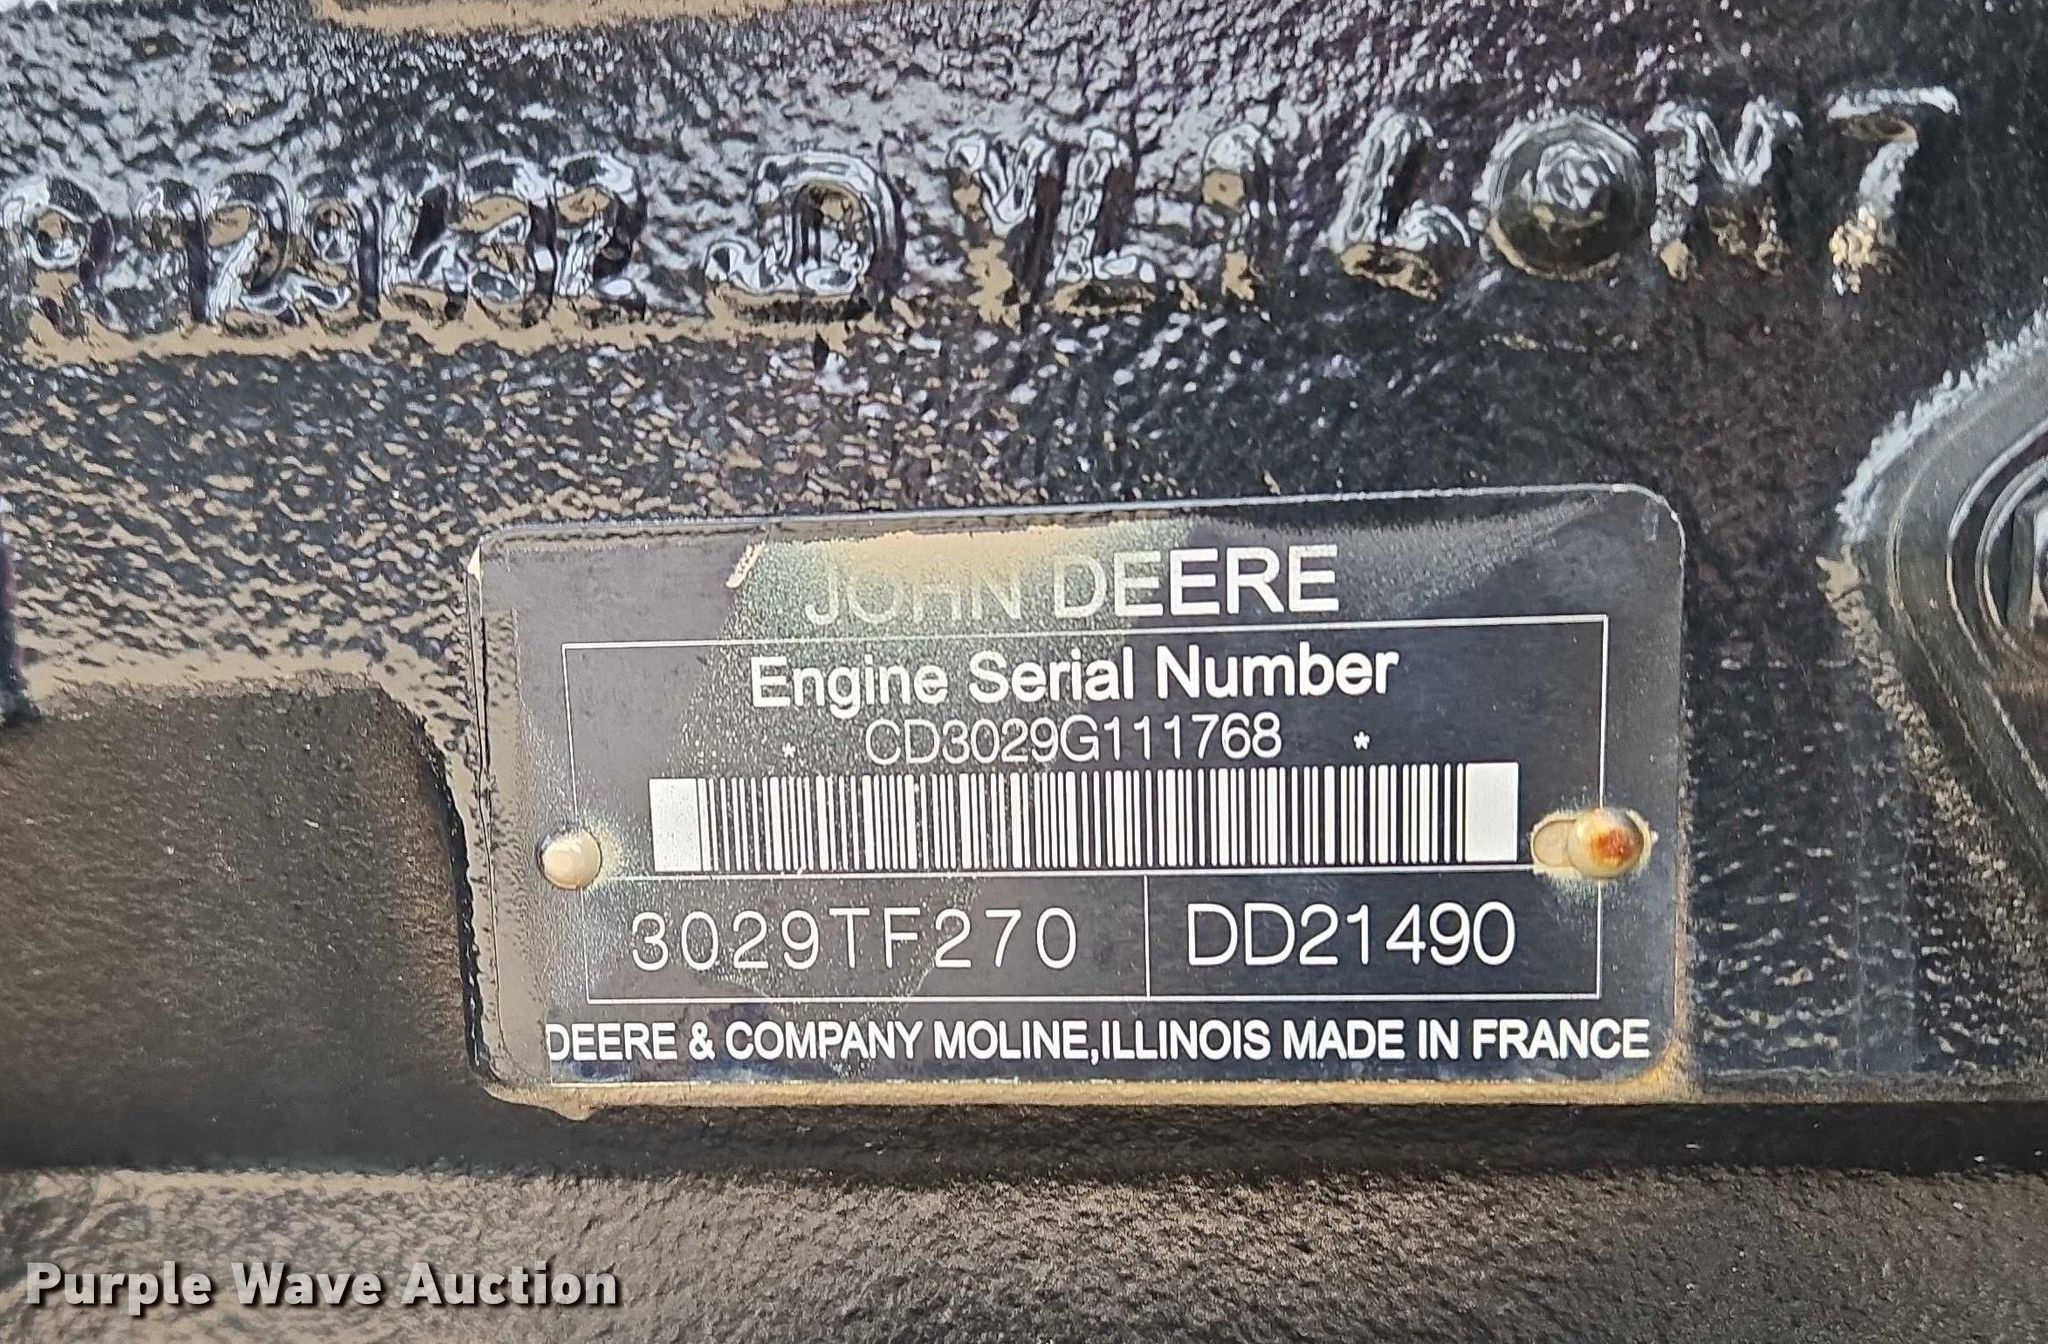 JOHN DEERE
Engine Serial Number
* CD3029G111768 *
3029TF270 DD21490
DEERE & COMPANY MOLINE,ILLINOIS MADE IN FRANCE
Purple Wave Auction